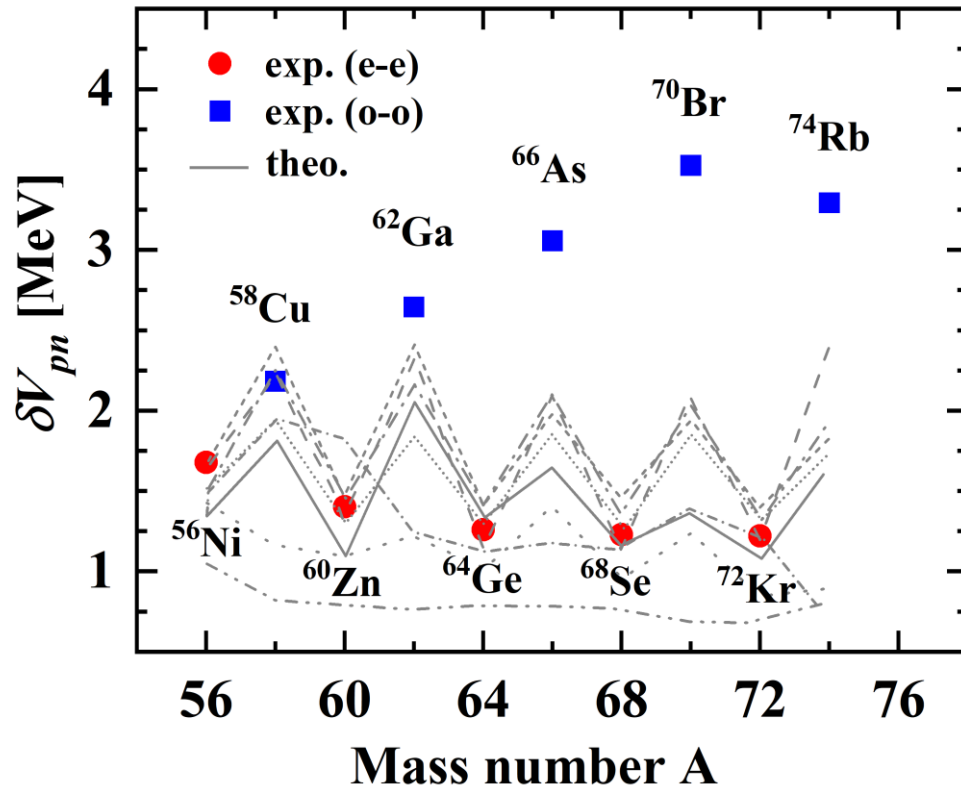 exp. (e-e)
exp. (o-o)
theo.
⁷⁰Br
⁷⁴Rb
⁶⁶As
⁶²Ga
⁵⁸Cu
⁵⁶Ni
⁶⁰Zn
⁶⁴Ge
⁶⁸Se
⁷²Kr
δVₚₙ [MeV]
4
3
2
1
56 60 64 68 72 76
Mass number A